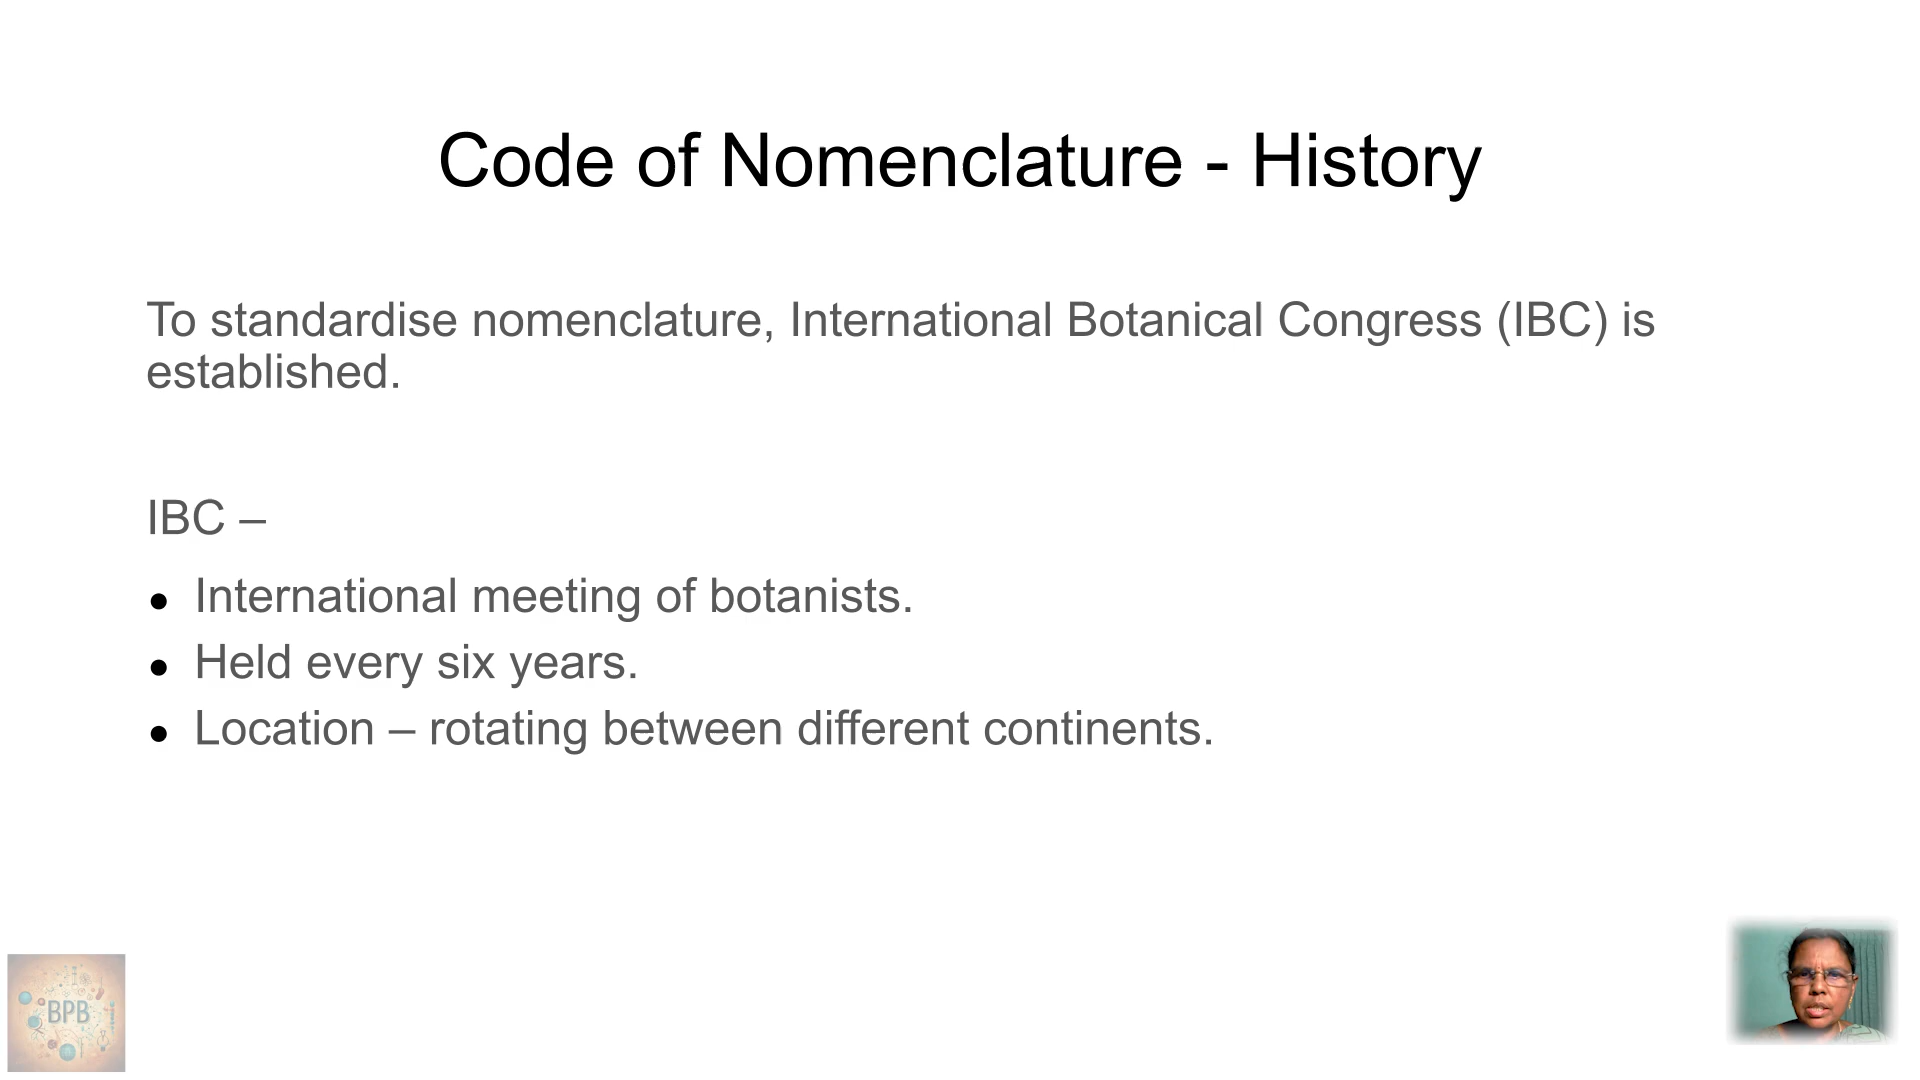 Code of Nomenclature - History
To standardise nomenclature, International Botanical Congress (IBC) is
established.
IBC –
● International meeting of botanists.
● Held every six years.
● Location – rotating between different continents.
BPB